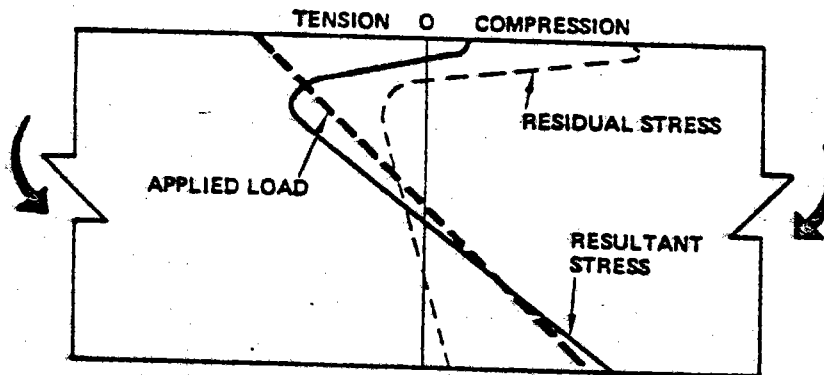 TENSION O COMPRESSION
RESIDUAL STRESS
APPLIED LOAD
RESULTANT
STRESS